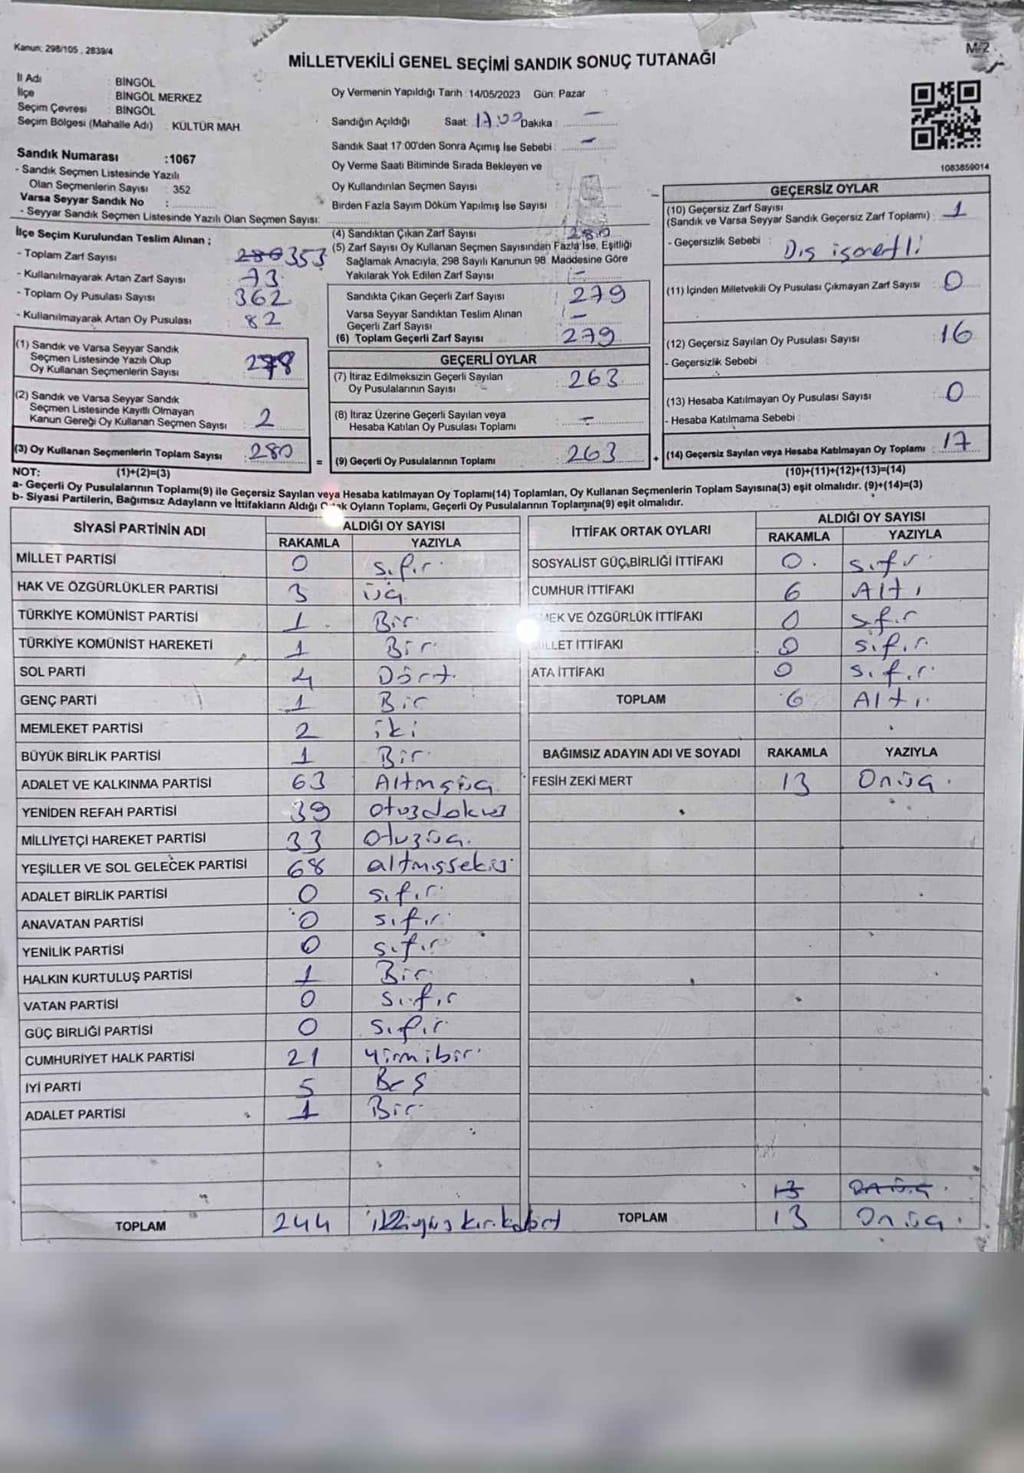 Kanun: 298/105 , 2839/4
MİLLETVEKİLİ GENEL SEÇİMİ SANDIK SONUÇ TUTANAĞI
M-2
İl Adı : BİNGÖL
İlçe : BİNGÖL MERKEZ
Seçim Çevresi : BİNGÖL
Seçim Bölgesi (Mahalle Adı) : KÜLTÜR MAH
Oy Vermenin Yapıldığı Tarih :14/05/2023 Gün: Pazar
Sandığın Açıldığı Saat: 17.00 Dakika :
Sandık Saat 17:00'den Sonra Açımış İse Sebebi : -
Oy Verme Saati Bitiminde Sırada Bekleyen ve
Oy Kullandırılan Seçmen Sayısı :
Birden Fazla Sayım Döküm Yapılmış İse Sayısı :
1083859014
Sandık Numarası :1067
- Sandık Seçmen Listesinde Yazılı
Olan Seçmenlerin Sayısı : 352
Varsa Seyyar Sandık No :
- Seyyar Sandık Seçmen Listesinde Yazılı Olan Seçmen Sayısı:
İlçe Seçim Kurulundan Teslim Alınan ;
- Toplam Zarf Sayısı : 280 353
- Kullanılmayarak Artan Zarf Sayısı : 73
- Toplam Oy Pusulası Sayısı : 362
- Kullanılmayarak Artan Oy Pusulası : 82
(1) Sandık ve Varsa Seyyar Sandık
Seçmen Listesinde Yazılı Olup
Oy Kullanan Seçmenlerin Sayısı : 278
(2) Sandık ve Varsa Seyyar Sandık
Seçmen Listesinde Kayıtlı Olmayan
Kanun Gereği Oy Kullanan Seçmen Sayısı : 2
(3) Oy Kullanan Seçmenlerin Toplam Sayısı : 280
(4) Sandıktan Çıkan Zarf Sayısı : 280
(5) Zarf Sayısı Oy Kullanan Seçmen Sayısından Fazla İse, Eşitliği
Sağlamak Amacıyla, 298 Sayılı Kanunun 98. Maddesine Göre
Yakılarak Yok Edilen Zarf Sayısı : -
Sandıkta Çıkan Geçerli Zarf Sayısı : 279
Varsa Seyyar Sandıktan Teslim Alınan
Geçerli Zarf Sayısı : -
(6) Toplam Geçerli Zarf Sayısı : 279
GEÇERLİ OYLAR
(7) İtiraz Edilmeksizin Geçerli Sayılan
Oy Pusulalarının Sayısı : 263
(8) İtiraz Üzerine Geçerli Sayılan veya
Hesaba Katılan Oy Pusulası Toplamı : -
= (9) Geçerli Oy Pusulalarının Toplamı : 263
GEÇERSİZ OYLAR
(10) Geçersiz Zarf Sayısı
(Sandık ve Varsa Seyyar Sandık Geçersiz Zarf Toplamı) : 1
- Geçersizlik Sebebi : Dış işaretli
(11) İçinden Milletvekili Oy Pusulası Çıkmayan Zarf Sayısı : 0
(12) Geçersiz Sayılan Oy Pusulası Sayısı : 16
- Geçersizlik Sebebi :
(13) Hesaba Katılmayan Oy Pusulası Sayısı : 0
- Hesaba Katılmama Sebebi :
+ (14) Geçersiz Sayılan veya Hesaba Katılmayan Oy Toplamı : 17
NOT: (1)+(2)=(3)
(10)+(11)+(12)+(13)=(14)
a- Geçerli Oy Pusulalarının Toplamı(9) ile Geçersiz Sayılan veya Hesaba katılmayan Oy Toplamı(14) Toplamları, Oy Kullanan Seçmenlerin Toplam Sayısına(3) eşit olmalıdır. (9)+(14)=(3)
b- Siyasi Partilerin, Bağımsız Adayların ve İttifakların Aldığı Oyların Toplamı, Geçerli Oy Pusulalarının Toplamına(9) eşit olmalıdır.
SİYASİ PARTİNİN ADI ALDIĞI OY SAYISI
RAKAMLA YAZIYLA
MİLLET PARTİSİ 0 sıfır
HAK VE ÖZGÜRLÜKLER PARTİSİ 3 üç
TÜRKİYE KOMÜNİST PARTİSİ 1 Bir
TÜRKİYE KOMÜNİST HAREKETİ 1 Bir
SOL PARTİ 4 Dört
GENÇ PARTİ 1 Bir
MEMLEKET PARTİSİ 2 iki
BÜYÜK BİRLİK PARTİSİ 1 Bir
ADALET VE KALKINMA PARTİSİ 63 Altmışüç
YENİDEN REFAH PARTİSİ 39 otuzdokuz
MİLLİYETÇİ HAREKET PARTİSİ 33 Otuzüç
YEŞİLLER VE SOL GELECEK PARTİSİ 68 altmışsekiz
ADALET BİRLİK PARTİSİ 0 sıfır
ANAVATAN PARTİSİ 0 sıfır
YENİLİK PARTİSİ 0 sıfır
HALKIN KURTULUŞ PARTİSİ 1 Bir
VATAN PARTİSİ 0 sıfır
GÜÇ BİRLİĞİ PARTİSİ 0 sıfır
CUMHURİYET HALK PARTİSİ 21 Yirmibir
İYİ PARTİ 5 Beş
ADALET PARTİSİ 1 Bir
TOPLAM 244 ikiyüzkırkdört
İTTİFAK ORTAK OYLARI ALDIĞI OY SAYISI
RAKAMLA YAZIYLA
SOSYALİST GÜÇBİRLİĞİ İTTİFAKI 0 sıfır
CUMHUR İTTİFAKI 6 Altı
MEK VE ÖZGÜRLÜK İTTİFAKI 0 sıfır
LLET İTTİFAKI 0 sıfır
ATA İTTİFAKI 0 sıfır
TOPLAM 6 Altı
BAĞIMSIZ ADAYIN ADI VE SOYADI RAKAMLA YAZIYLA
FESİH ZEKİ MERT 13 Onüç
13 Onüç
TOPLAM 13 Onüç